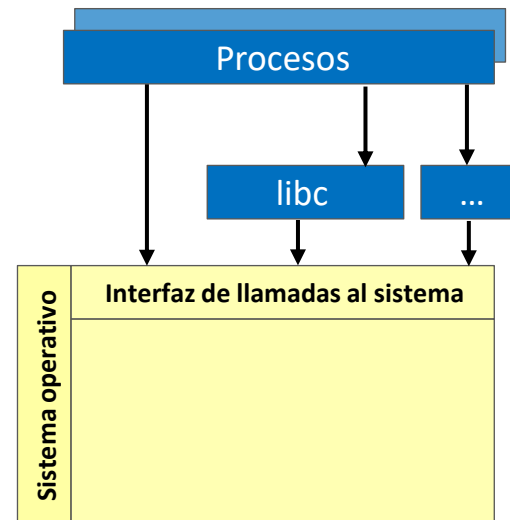 Procesos
libc
...
Interfaz de llamadas al sistema
Sistema operativo